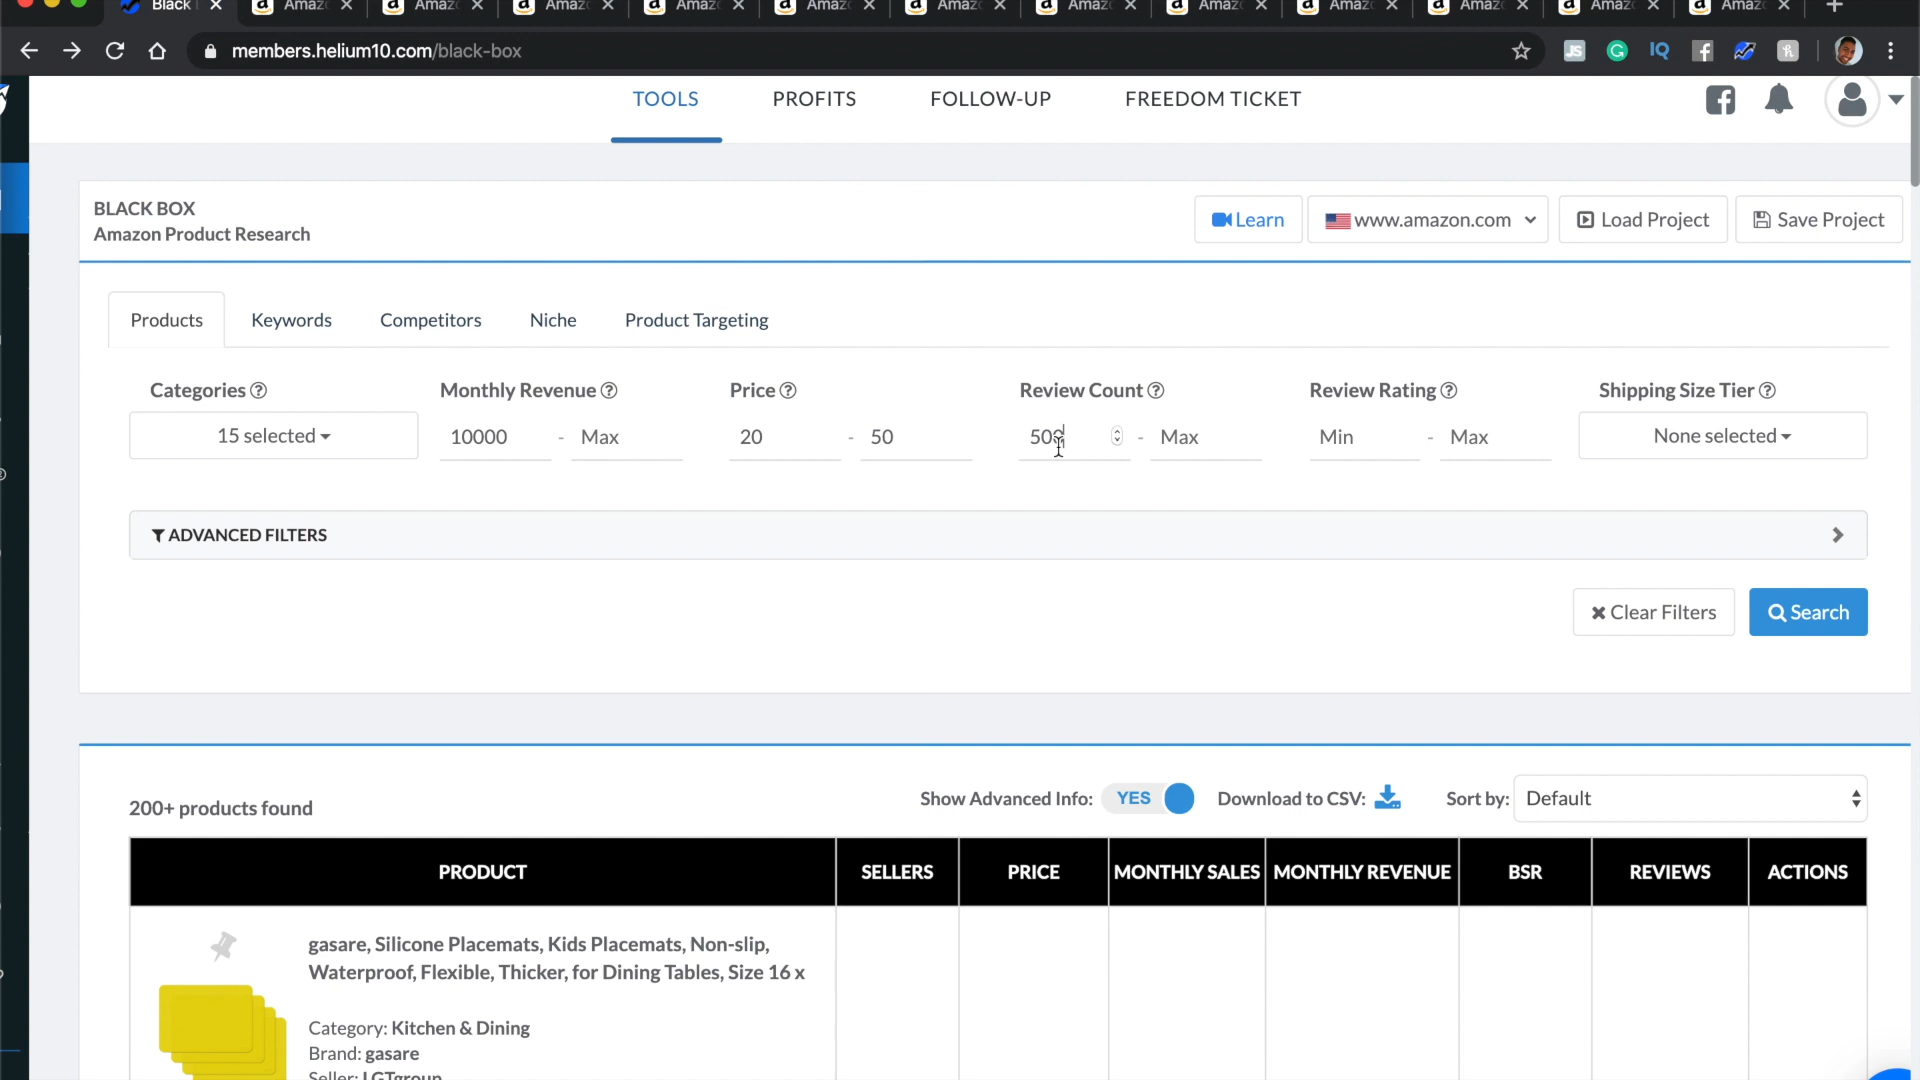 Black
Amaz
Amaz
Amaz
Amaz
Amaz
Amaz
Amaz
Amaz
Amaz
Amaz
Amaz
Amaz
members.helium10.com/black-box
TOOLS
PROFITS
FOLLOW-UP
FREEDOM TICKET
BLACK BOX
Amazon Product Research
Learn
www.amazon.com
Load Project
Save Project
Products
Keywords
Competitors
Niche
Product Targeting
Categories
Monthly Revenue
Price
Review Count
Review Rating
Shipping Size Tier
15 selected
10000 - Max
20 - 50
500 - Max
Min - Max
None selected
ADVANCED FILTERS
Clear Filters
Search
200+ products found
Show Advanced Info: YES
Download to CSV:
Sort by: Default
PRODUCT
SELLERS
PRICE
MONTHLY SALES
MONTHLY REVENUE
BSR
REVIEWS
ACTIONS
gasare, Silicone Placemats, Kids Placemats, Non-slip,
Waterproof, Flexible, Thicker, for Dining Tables, Size 16 x
Category: Kitchen & Dining
Brand: gasare
Seller: LGTgroup